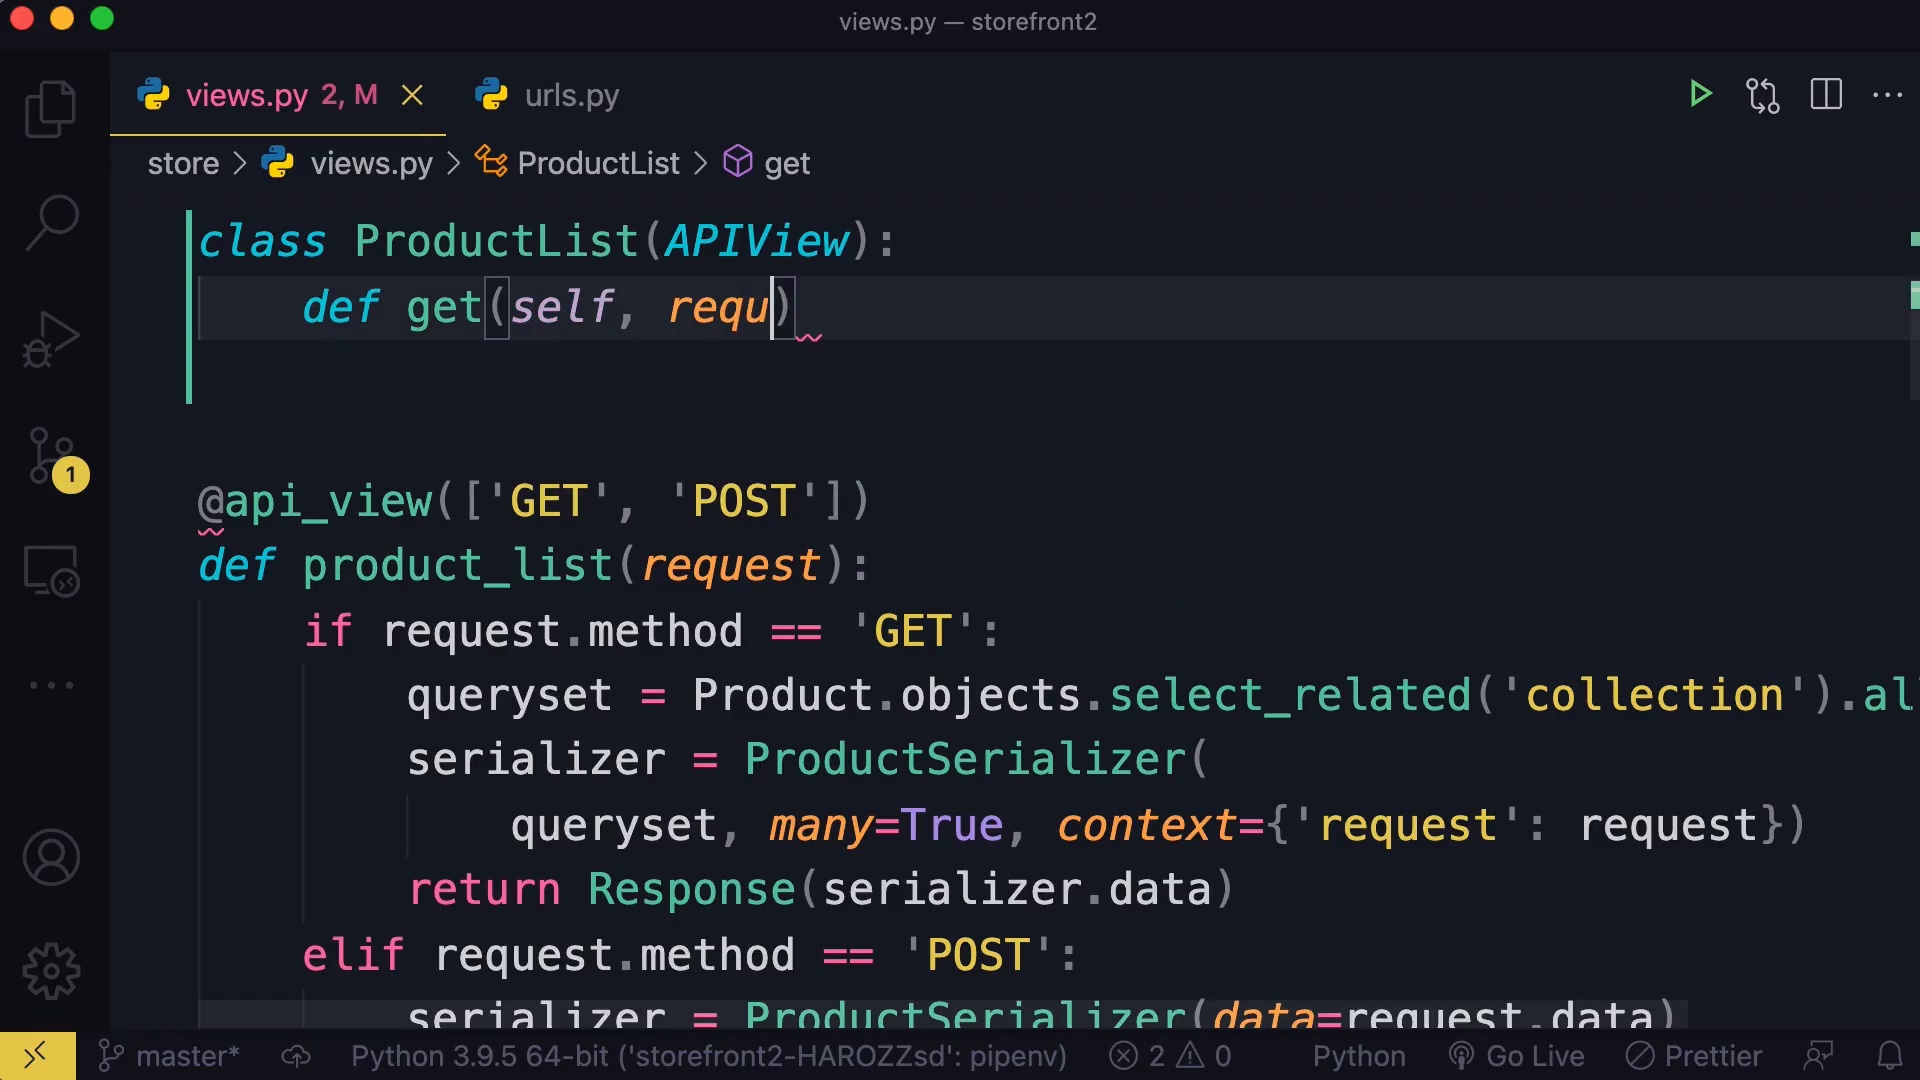 views.py — storefront2
views.py 2, M
urls.py
store > views.py > ProductList > get
class ProductList(APIView):
def get(self, requ)
@api_view(['GET', 'POST'])
def product_list(request):
if request.method == 'GET':
queryset = Product.objects.select_related('collection').al
serializer = ProductSerializer(
queryset, many=True, context={'request': request})
return Response(serializer.data)
elif request.method == 'POST':
serializer = ProductSerializer(data=request.data)
1
master* Python 3.9.5 64-bit ('storefront2-HAROZZsd': pipenv) 2 0 Python Go Live Prettier